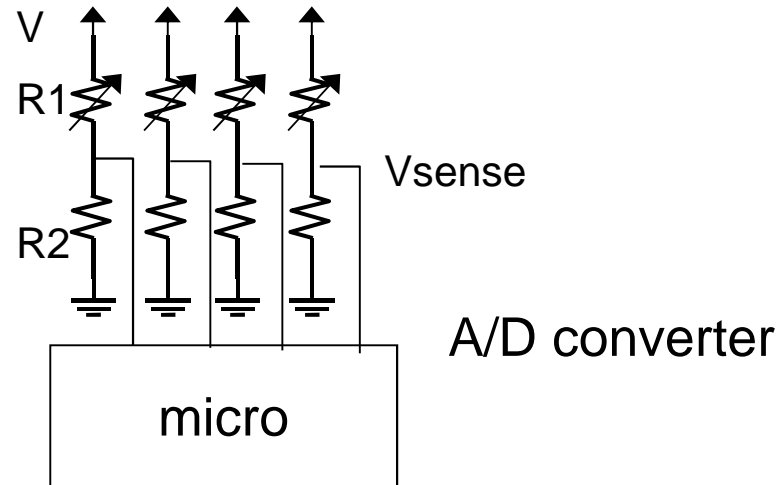 V
R1
Vsense
R2
A/D converter
micro